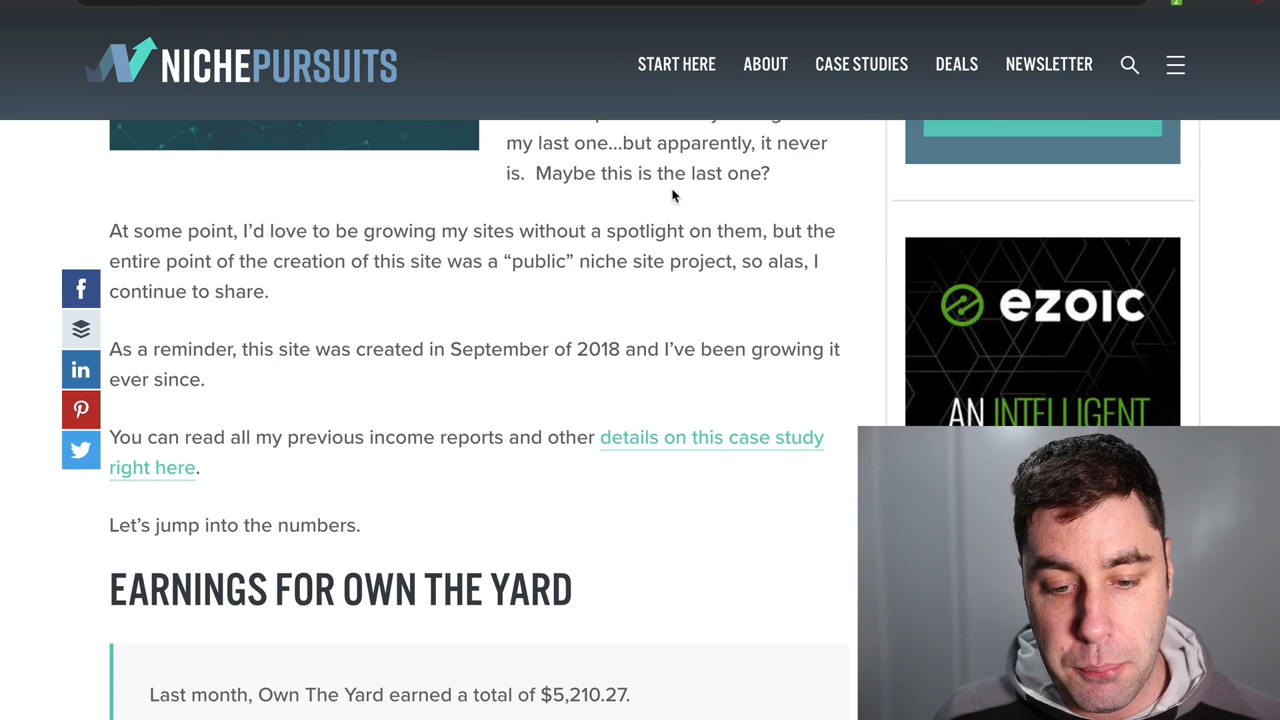 NICHEPURSUITS
START HERE
ABOUT
CASE STUDIES
DEALS
NEWSLETTER
my last one...but apparently, it never
is. Maybe this is the last one?
At some point, I'd love to be growing my sites without a spotlight on them, but the
entire point of the creation of this site was a “public” niche site project, so alas, I
continue to share.
As a reminder, this site was created in September of 2018 and I've been growing it
ever since.
You can read all my previous income reports and other details on this case study
right here.
Let's jump into the numbers.
EARNINGS FOR OWN THE YARD
Last month, Own The Yard earned a total of $5,210.27.
ezoic
AN INTELLIGENT